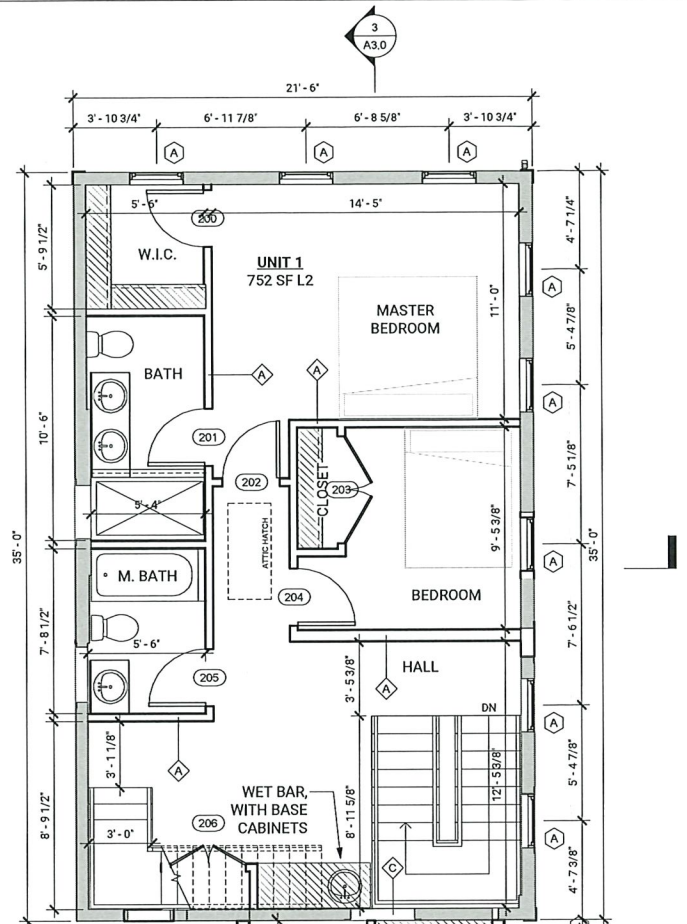 3
A3.0
21' - 6"
3' - 10 3/4"
6' - 11 7/8"
6' - 8 5/8"
3' - 10 3/4"
A
A
A
5' - 6"
200
14' - 5"
W.I.C.
UNIT 1
752 SF L2
MASTER
BEDROOM
11' - 0"
5' - 9 1/2"
4' - 7 1/4"
A
5' - 4 7/8"
BATH
A
A
A
10' - 6"
201
202
CLOSET
203
7' - 5 1/8"
5' - 4"
ATTIC HATCH
9' - 5 3/8"
35' - 0"
35' - 0"
A
M. BATH
204
BEDROOM
7' - 8 1/2"
5' - 6"
7' - 6 1/2"
205
HALL
3' - 5 3/8"
A
DN
A
3' - 1 1/8"
A
12' - 5 3/8"
5' - 4 7/8"
WET BAR,
WITH BASE
CABINETS
8' - 11 5/8"
8' - 9 1/2"
3' - 0"
206
A
C
4' - 7 3/8"